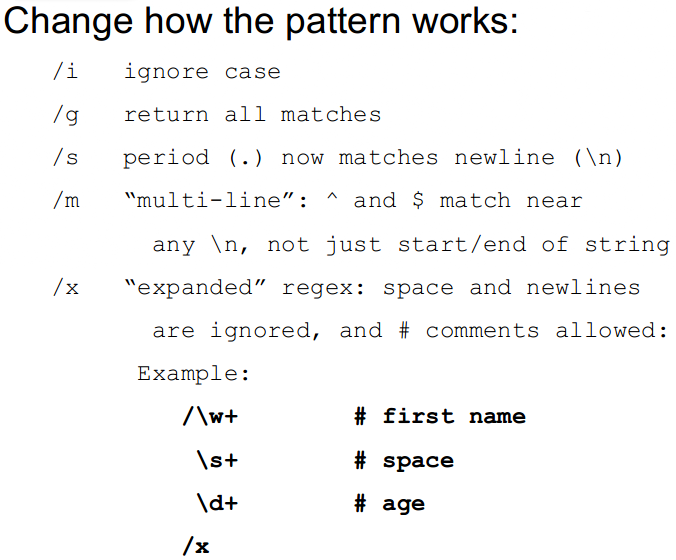 Change how the pattern works:
/i ignore case
/g return all matches
/s period (.) now matches newline (\n)
/m “multi-line”: ^ and $ match near
any \n, not just start/end of string
/x “expanded” regex: space and newlines
are ignored, and # comments allowed:
Example:
/\w+ # first name
\s+ # space
\d+ # age
/x